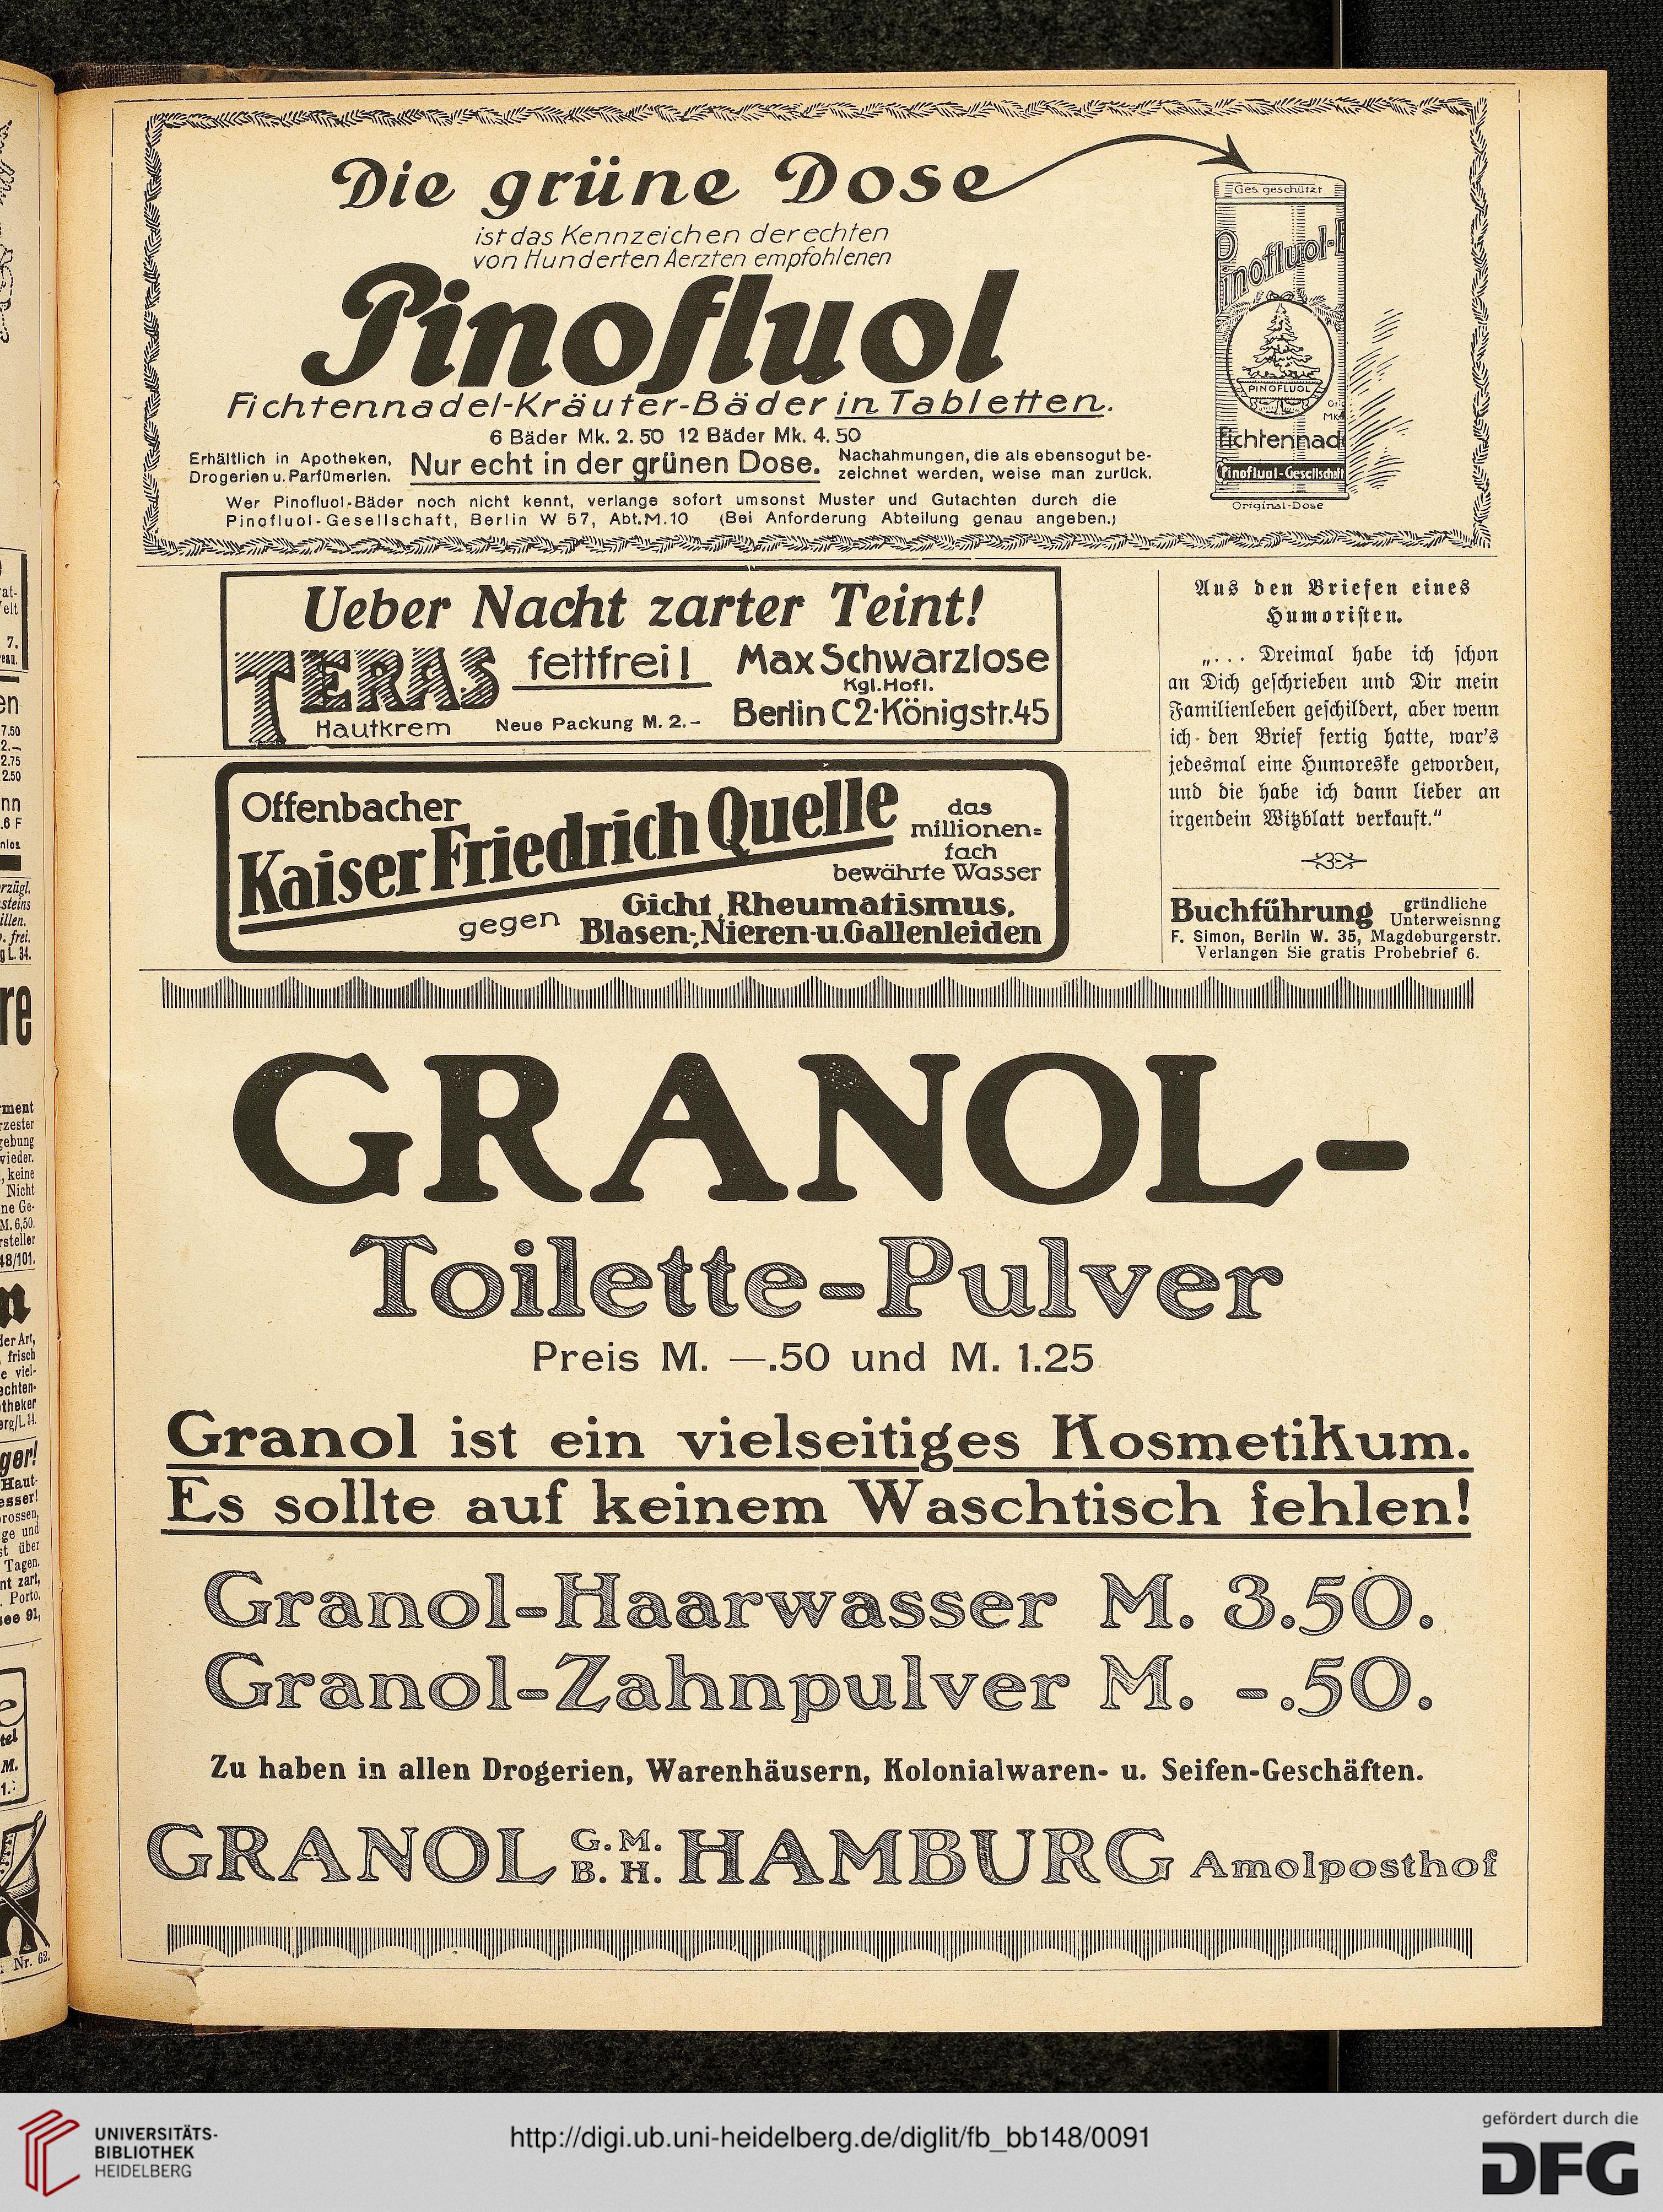 Die grüne Dose
ist das Kennzeichen der echten
von Hunderten Aerzten empfohlenen
Pinofluol
Fichtennadel-Kräuter-Bäder in Tabletten.
6 Bäder Mk. 2.50 12 Bäder Mk. 4.50
Erhältlich in Apotheken,
Drogerien u. Parfümerien.
Nur echt in der grünen Dose.
Nachahmungen, die als ebensogut be-
zeichnet werden, weise man zurück.
Wer Pinofluol-Bäder noch nicht kennt, verlange sofort umsonst Muster und Gutachten durch die
Pinofluol-Gesellschaft, Berlin W 57, Abt. M.10 (Bei Anforderung Abteilung genau angeben.)
Ges. geschützt
Pinofluol-
PINOFLUOL
Fichtennad
Pinofluol-Gesellschaft
Original-Dose
Ueber Nacht zarter Teint!
TERAS
Hautkrem
fettfrei!
Neue Packung M. 2.-
Max Schwarzlose
Kgl. Hofl.
Berlin C2·Königstr. 45
Offenbacher
Kaiser Friedrich Quelle
das
millionen=
fach
bewährte Wasser
gegen Gicht, Rheumatismus,
Blasen-, Nieren-u. Gallenleiden
Aus den Briefen eines
Humoristen.
„... Dreimal habe ich schon
an Dich geschrieben und Dir mein
Familienleben geschildert, aber wenn
ich den Brief fertig hatte, war's
jedesmal eine Humoreske geworden,
und die habe ich dann lieber an
irgendein Witzblatt verkauft.“
Buchführung gründliche
Unterweisnng
F. Simon, Berlin W. 35, Magdeburgerstr.
Verlangen Sie gratis Probebrief 6.
GRANOL-
Toilette-Pulver
Preis M. —.50 und M. 1.25
Granol ist ein vielseitiges Kosmetikum.
Es sollte auf keinem Waschtisch fehlen!
Granol-Haarwasser M. 3.50.
Granol-Zahnpulver M. -.50.
Zu haben in allen Drogerien, Warenhäusern, Kolonialwaren- u. Seifen-Geschäften.
GRANOL G. M. B. H. HAMBURG Amolposthof
UNIVERSITÄTS-
BIBLIOTHEK
HEIDELBERG
http://digi.ub.uni-heidelberg.de/diglit/fb_bb148/0091
gefördert durch die
DFG